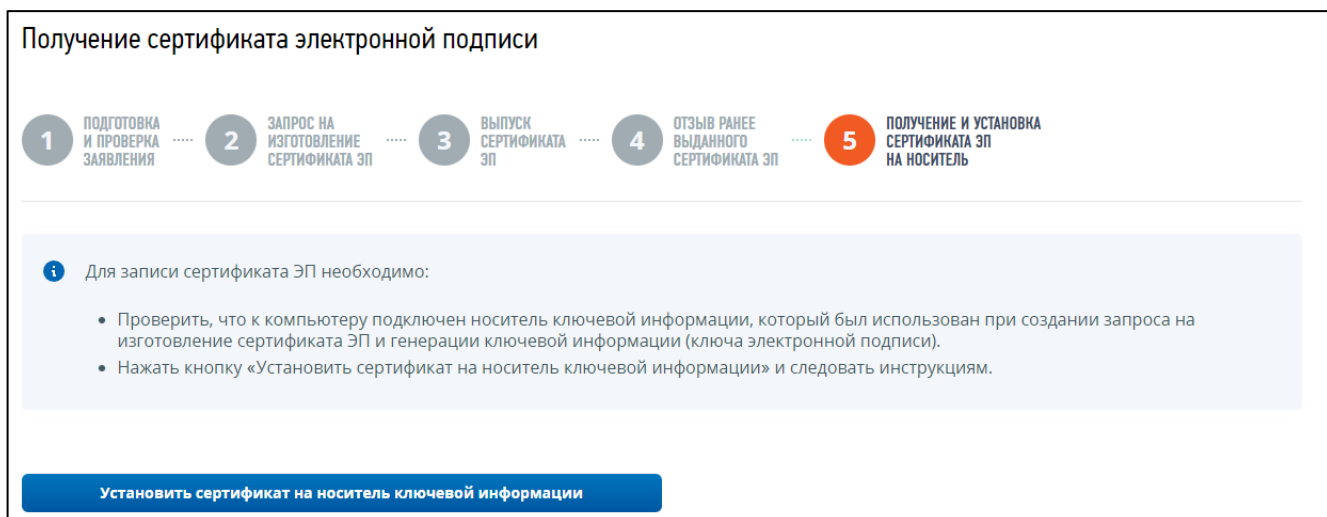 Получение сертификата электронной подписи
1 ПОДГОТОВКА И ПРОВЕРКА ЗАЯВЛЕНИЯ
2 ЗАПРОС НА ИЗГОТОВЛЕНИЕ СЕРТИФИКАТА ЭП
3 ВЫПУСК СЕРТИФИКАТА ЭП
4 ОТЗЫВ РАНЕЕ ВЫДАННОГО СЕРТИФИКАТА ЭП
5 ПОЛУЧЕНИЕ И УСТАНОВКА СЕРТИФИКАТА ЭП НА НОСИТЕЛЬ
Для записи сертификата ЭП необходимо:
• Проверить, что к компьютеру подключен носитель ключевой информации, который был использован при создании запроса на
изготовление сертификата ЭП и генерации ключевой информации (ключа электронной подписи).
• Нажать кнопку «Установить сертификат на носитель ключевой информации» и следовать инструкциям.
Установить сертификат на носитель ключевой информации